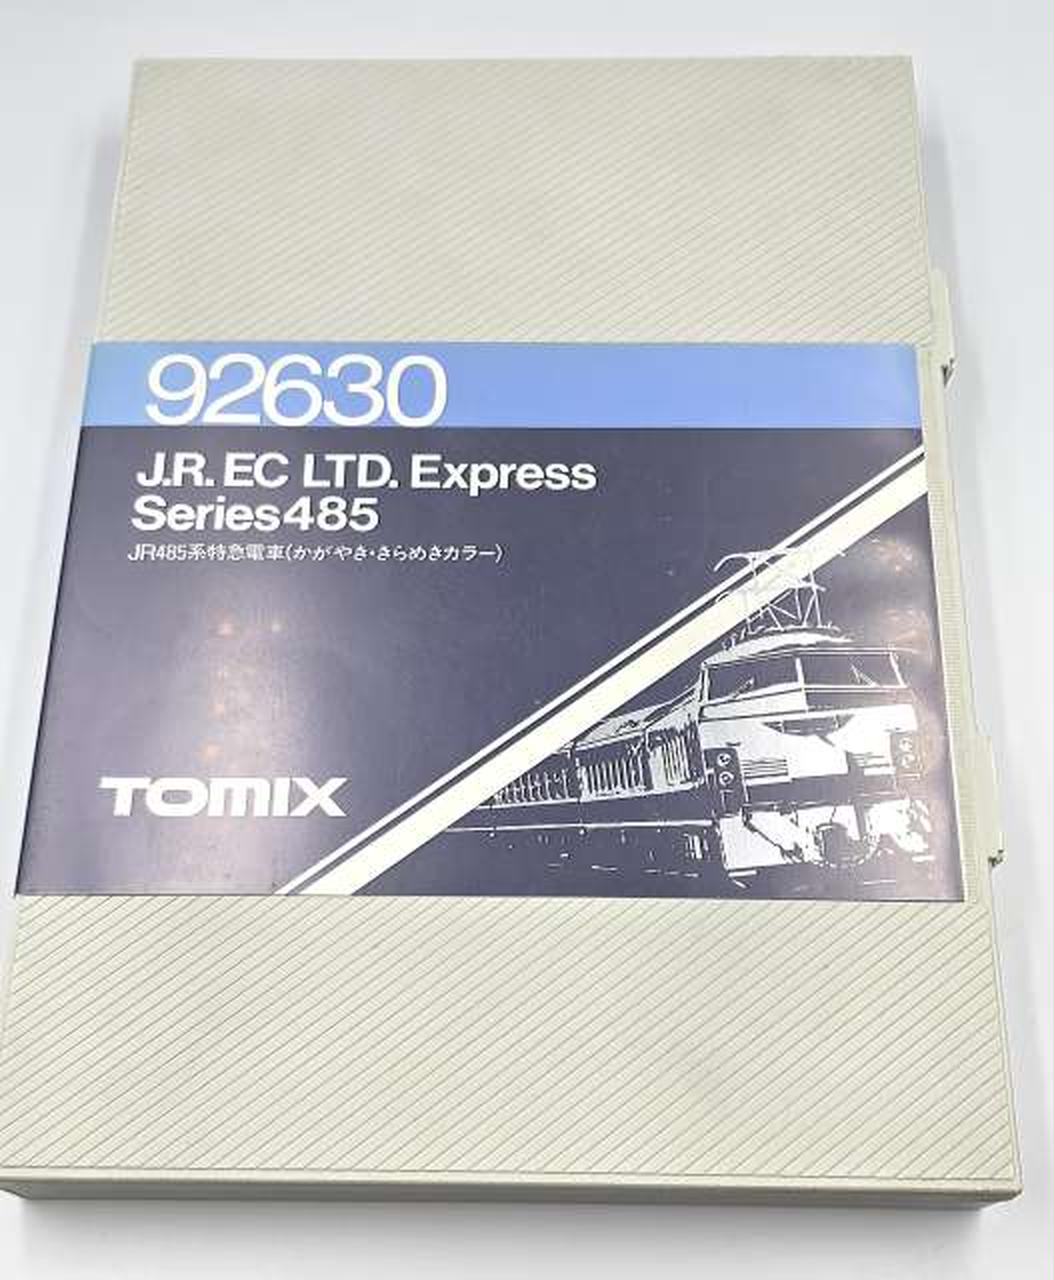 92630
J.R. EC LTD. Express
Series485
JR485系特急電車(かがやき・きらめきカラー)
TOMIX